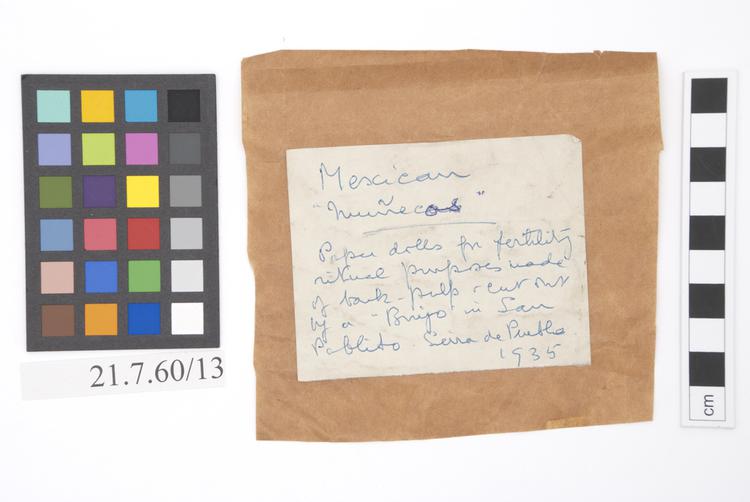 Mexican
"Muñecas"
Paper dolls for fertility
ritual purposes made
of bark-pulp & cut out
by a "Brujo" in San
Pablito Sierra de Puebla
1935
21.7.60/13
cm